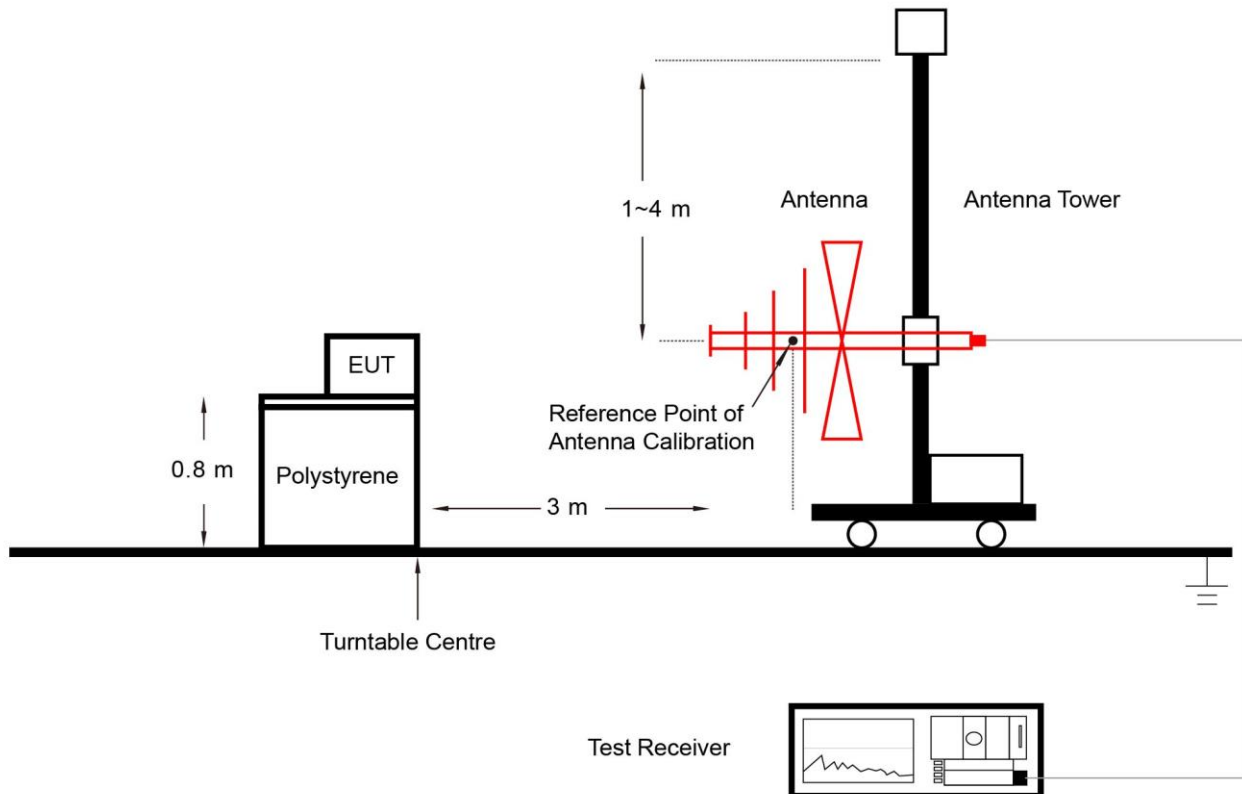 1~4 m
Antenna
Antenna Tower
EUT
Reference Point of
Antenna Calibration
0.8 m
Polystyrene
3 m
Turntable Centre
Test Receiver